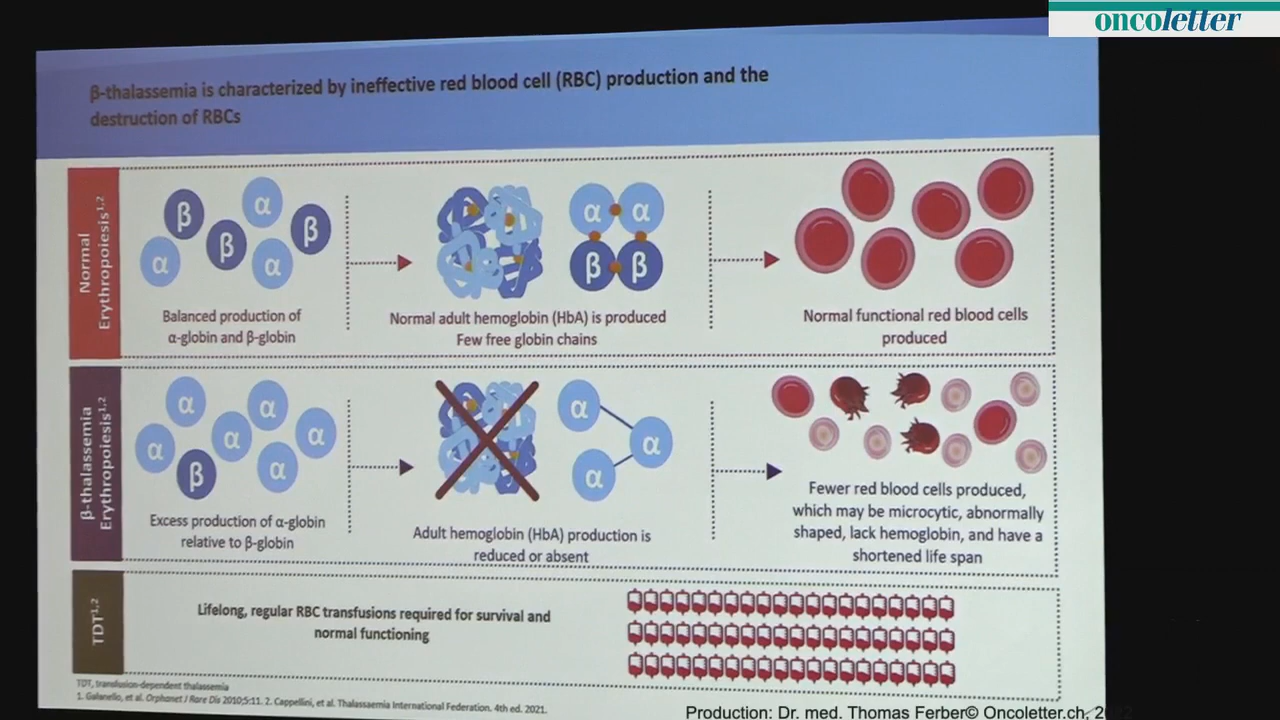 oncoletter
β-thalassemia is characterized by ineffective red blood cell (RBC) production and the
destruction of RBCs
Normal
Erythropoiesis1,2
β
α
β
β
α
α
α
α
β
β
Balanced production of
α-globin and β-globin
Normal adult hemoglobin (HbA) is produced
Few free globin chains
Normal functional red blood cells
produced
β-thalassemia
Erythropoiesis1,2
α
α
α
α
α
β
α
α
α
α
Excess production of α-globin
relative to β-globin
Adult hemoglobin (HbA) production is
reduced or absent
Fewer red blood cells produced,
which may be microcytic, abnormally
shaped, lack hemoglobin, and have a
shortened life span
TDT1,2
Lifelong, regular RBC transfusions required for survival and
normal functioning
TDT, transfusion-dependent thalassemia
1. Galanello, et al. Orphanet J Rare Dis 2010;5:11. 2. Cappellini, et al. Thalassaemia International Federation. 4th ed. 2021.
Production: Dr. med. Thomas Ferber© Oncoletter.ch,